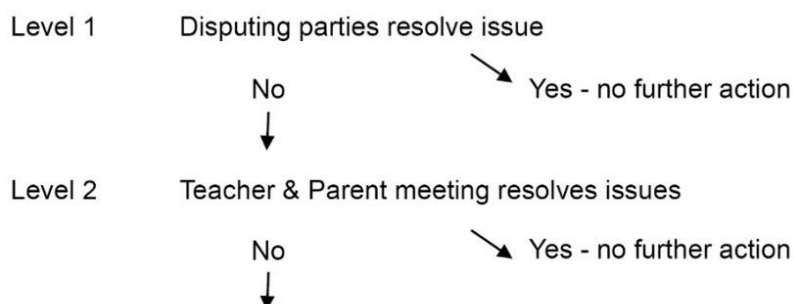 Level 1 Disputing parties resolve issue
No Yes - no further action
Level 2 Teacher & Parent meeting resolves issues
No Yes - no further action